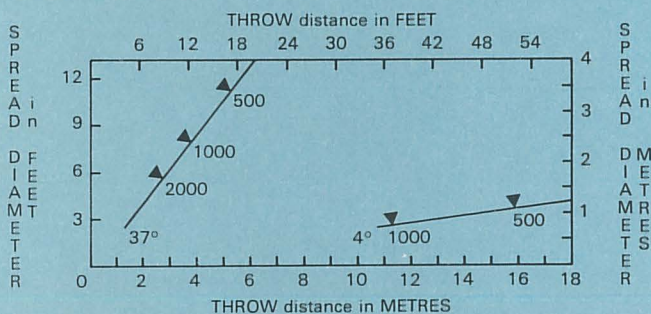 THROW distance in FEET
6 12 18 24 30 36 42 48 54
SPREAD DIAMETER
in FEET
12
9
6
3
500
1000
2000
37°
4°
1000
500
4
3
2
1
SPREAD DIAMETER
in METRES
0 2 4 6 8 10 12 14 16 18
THROW distance in METRES